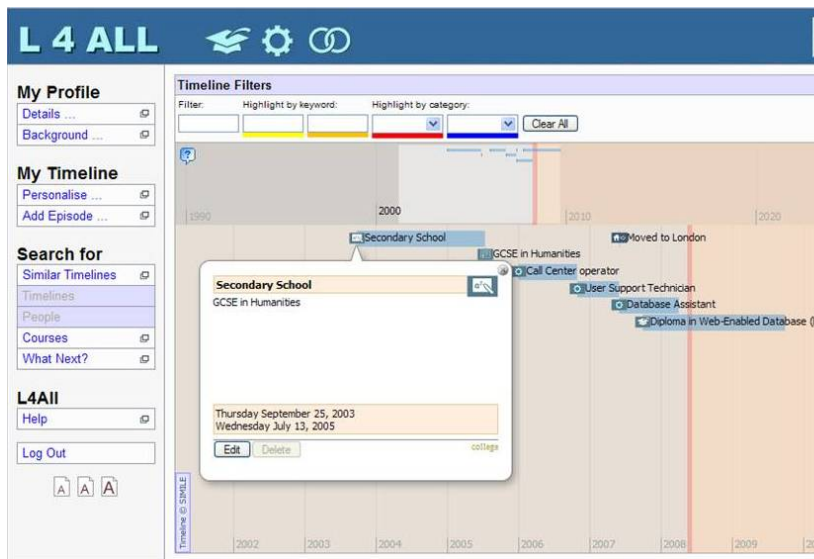 L 4 ALL
My Profile
Details ...
Background ...
My Timeline
Personalise ...
Add Episode ...
Search for
Similar Timelines
Timelines
People
Courses
What Next?
L4All
Help
Log Out
A A A
Timeline Filters
Filter: Highlight by keyword: Highlight by category:
Clear All
1990 2000 2010 2020
Secondary School
Moved to London
GCSE in Humanities
Call Center operator
User Support Technician
Database Assistant
Diploma in Web-Enabled Database (
Secondary School
GCSE in Humanities
Thursday September 25, 2003
Wednesday July 13, 2005
Edit Delete college
Timeline © SIMILE
2002 2003 2004 2005 2006 2007 2008 2009